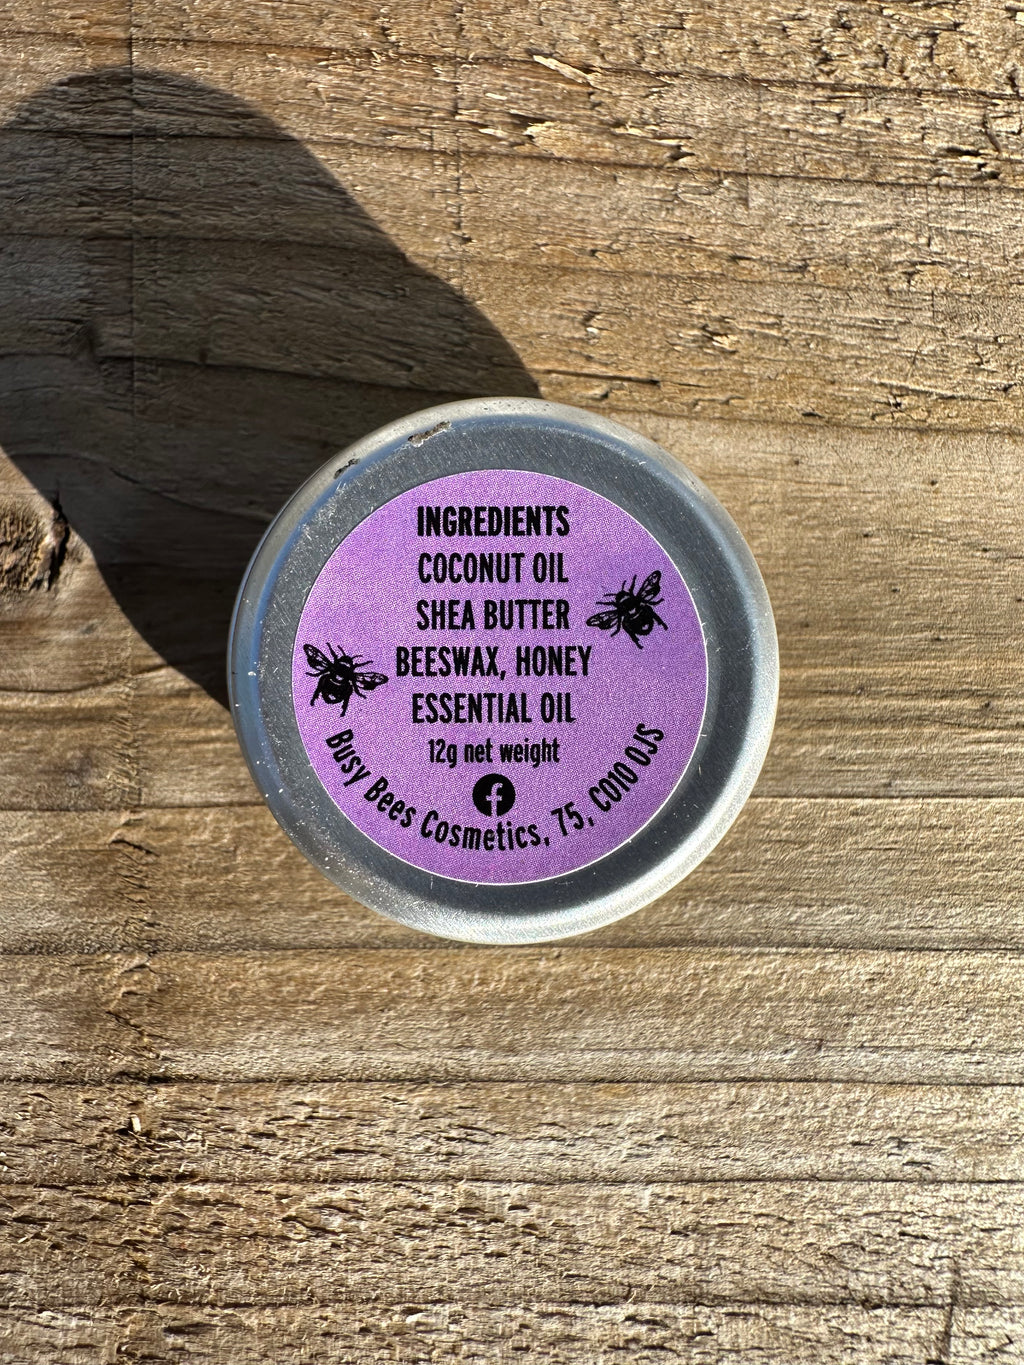 INGREDIENTS
COCONUT OIL
SHEA BUTTER
BEESWAX, HONEY
ESSENTIAL OIL
12g net weight
Busy Bees Cosmetics, 75, CO10 0JS